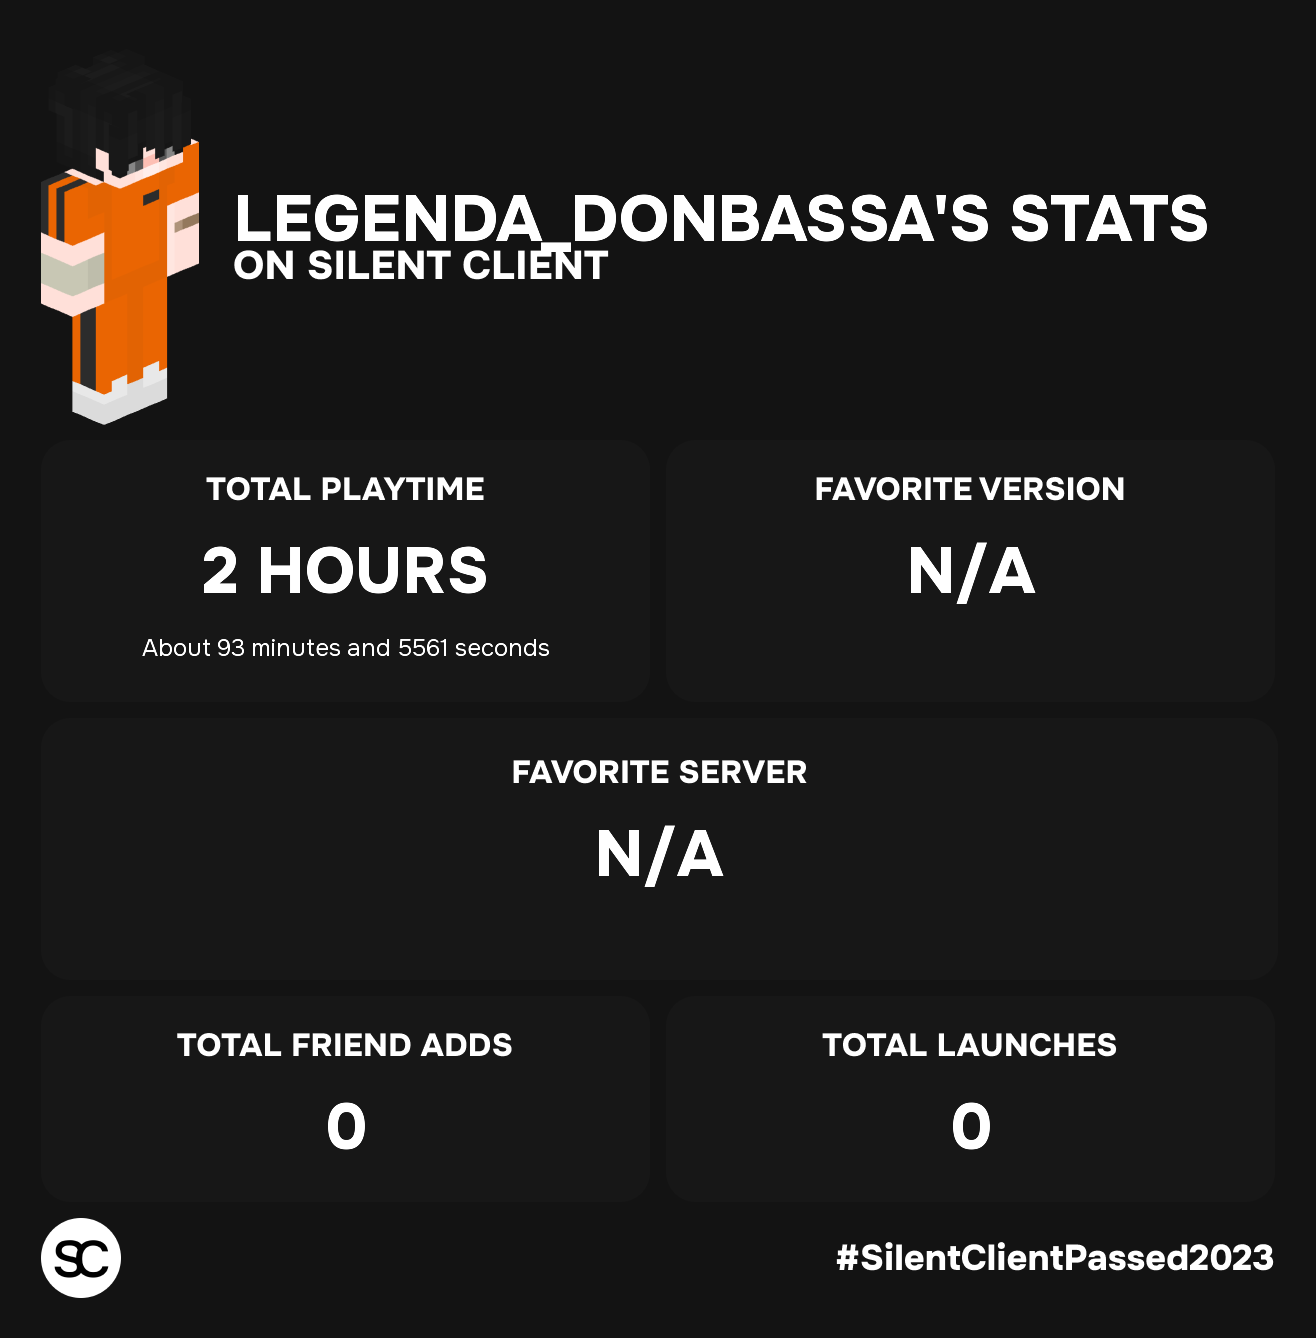 LEGENDA_DONBASSA'S STATS
ON SILENT CLIENT
TOTAL PLAYTIME
2 HOURS
About 93 minutes and 5561 seconds
FAVORITE VERSION
N/A
FAVORITE SERVER
N/A
TOTAL FRIEND ADDS
0
TOTAL LAUNCHES
0
SC
#SilentClientPassed2023